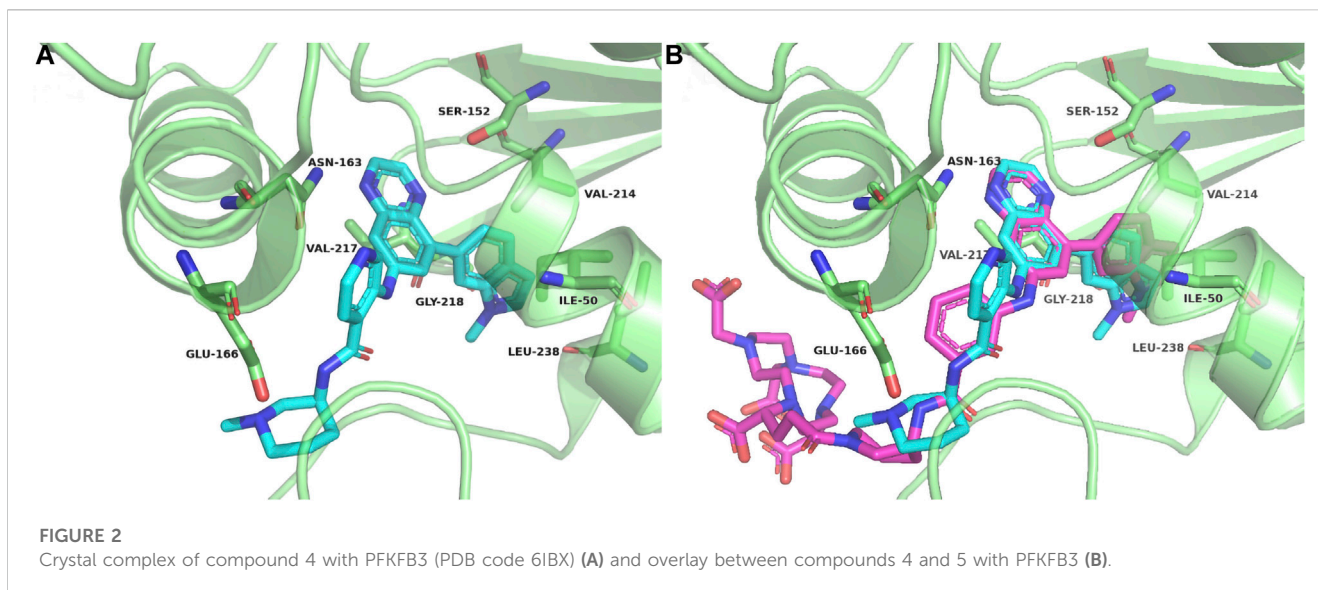 A
SER-152
ASN-163
VAL-214
VAL-217
GLY-218
ILE-50
GLU-166
LEU-238
B
SER-152
ASN-163
VAL-214
VAL-217
GLY-218
ILE-50
GLU-166
LEU-238
FIGURE 2
Crystal complex of compound 4 with PFKFB3 (PDB code 6IBX) (A) and overlay between compounds 4 and 5 with PFKFB3 (B).